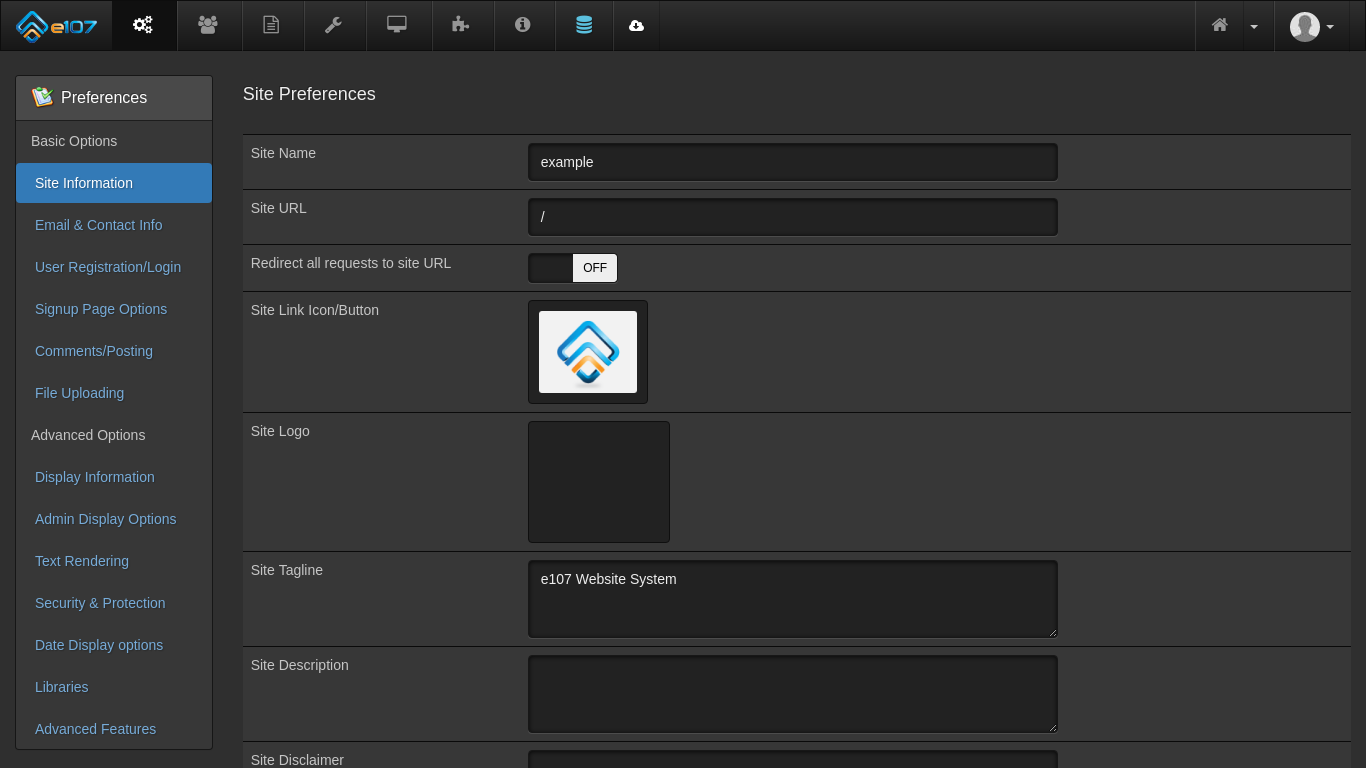 e107
Preferences
Basic Options
Site Information
Email & Contact Info
User Registration/Login
Signup Page Options
Comments/Posting
File Uploading
Advanced Options
Display Information
Admin Display Options
Text Rendering
Security & Protection
Date Display options
Libraries
Advanced Features
Site Preferences
Site Name
example
Site URL
/
Redirect all requests to site URL
OFF
Site Link Icon/Button
Site Logo
Site Tagline
e107 Website System
Site Description
Site Disclaimer